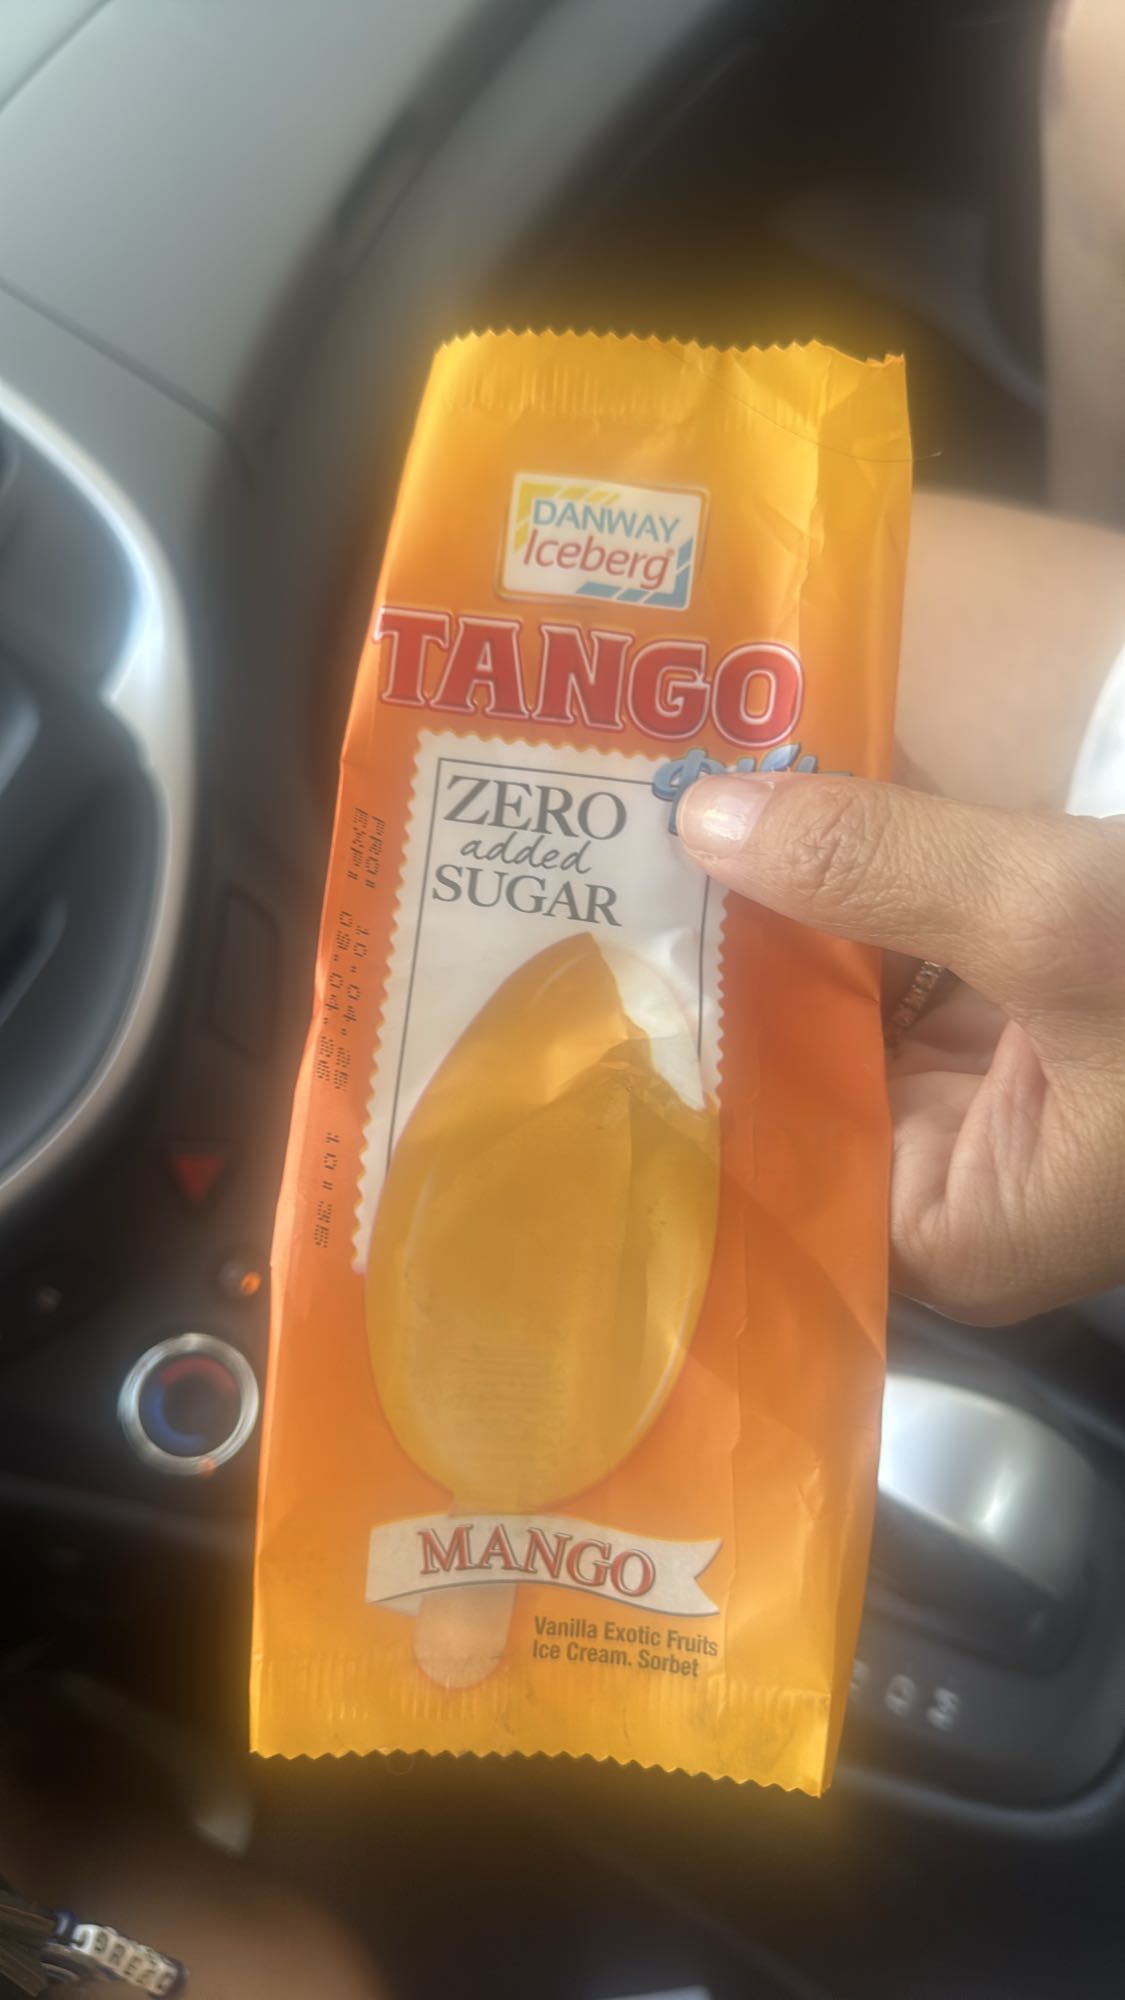 DANWAY
Iceberg
TANGO
ZERO
added
SUGAR
MANGO
Vanilla Exotic Fruits
Ice Cream. Sorbet